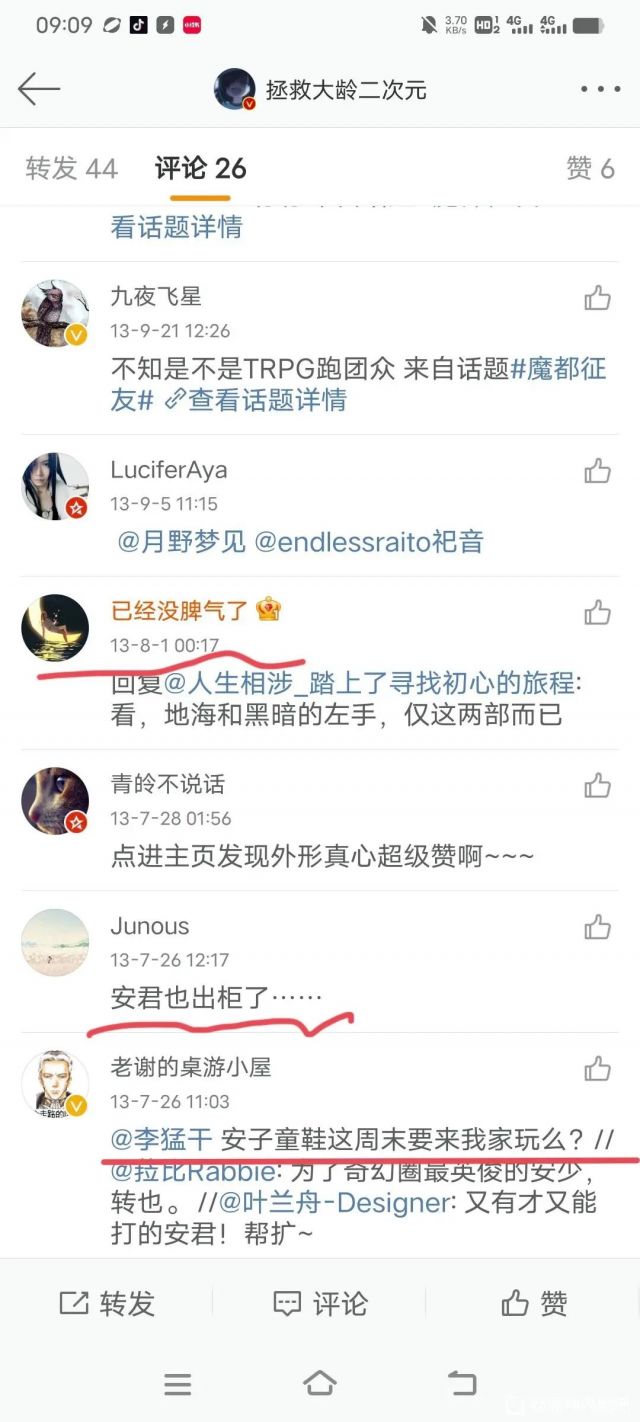 09:09
3.70
KB/s
HD 1
2
4G
4G
拯救大龄二次元
转发 44
评论 26
赞 6
看话题详情
九夜飞星
13-9-21 12:26
不知是不是TRPG跑团众 来自话题#魔都征
友# 查看话题详情
LuciferAya
13-9-5 11:15
@月野梦见 @endlessraito祀音
已经没脾气了
13-8-1 00:17
回复@人生相涉_踏上了寻找初心的旅程:
看，地海和黑暗的左手，仅这两部而已
青皊不说话
13-7-28 01:56
点进主页发现外形真心超级赞啊~~~
Junous
13-7-26 12:17
安君也出柜了……
老谢的桌游小屋
13-7-26 11:03
@李猛干 安子童鞋这周末要来我家玩么？//
@拉比Rabbie: 为了奇幻圈最英俊的安少，
转也。//@叶兰舟-Designer: 又有才又能
打的安君！帮扩~
转发
评论
赞